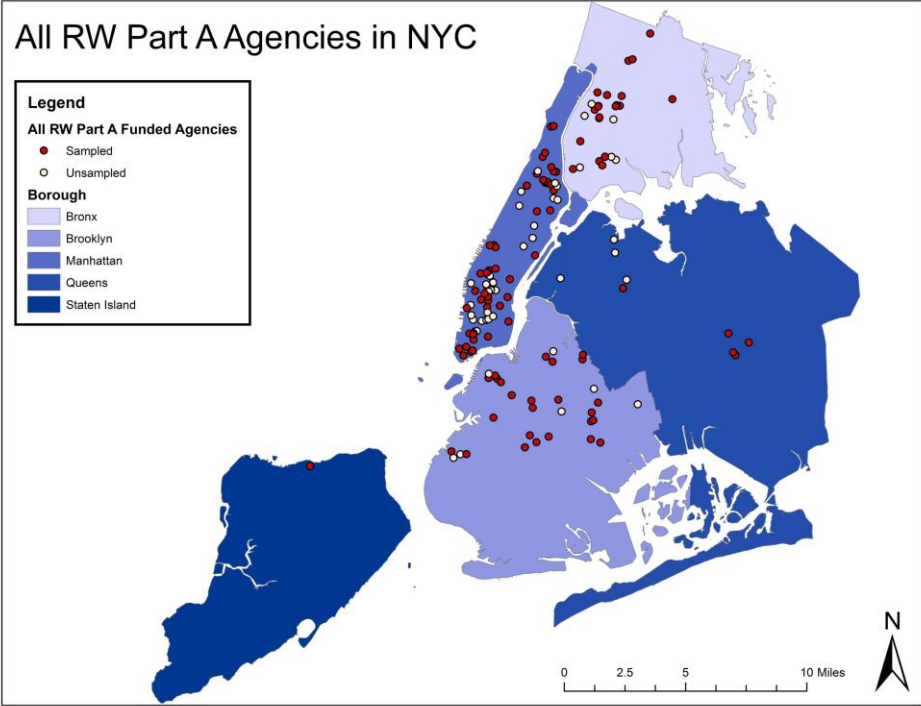 All RW Part A Agencies in NYC
Legend
All RW Part A Funded Agencies
Sampled
Unsampled
Borough
Bronx
Brooklyn
Manhattan
Queens
Staten Island
N
0 2.5 5 10 Miles